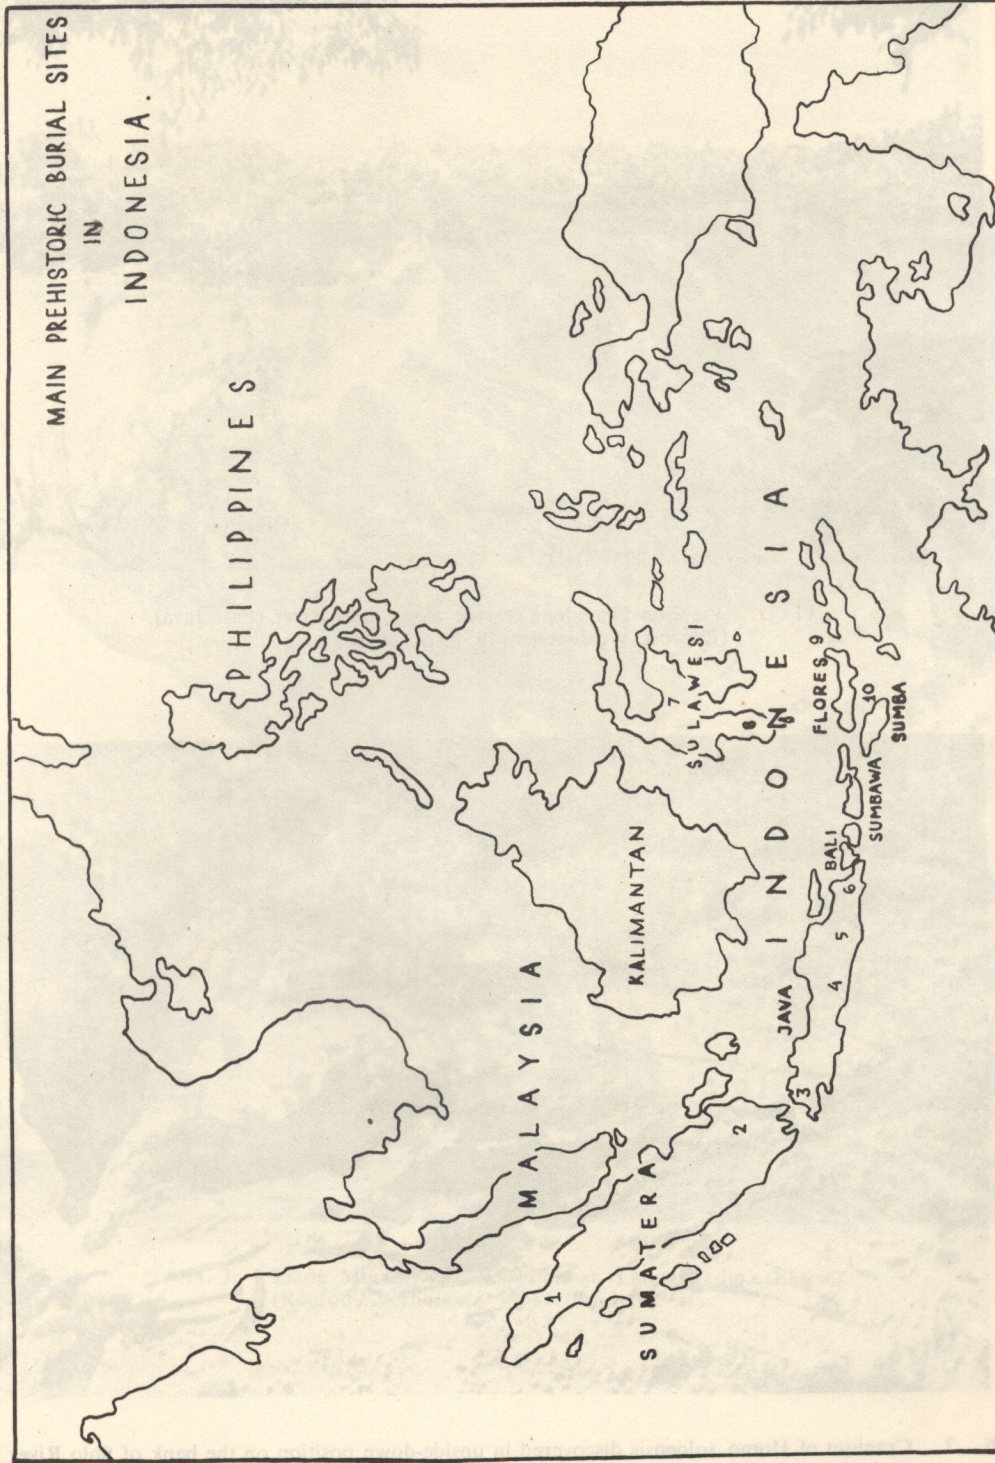 MAIN PREHISTORIC BURIAL SITES
IN
INDONESIA.
PHILIPPINES
MALAYSIA
SUMATERA
KALIMANTAN
SULAWESI
INDONESIA
JAVA
BALI
SUMBAWA
FLORES
SUMBA
1
2
3
4
5
6
7
8
9
10